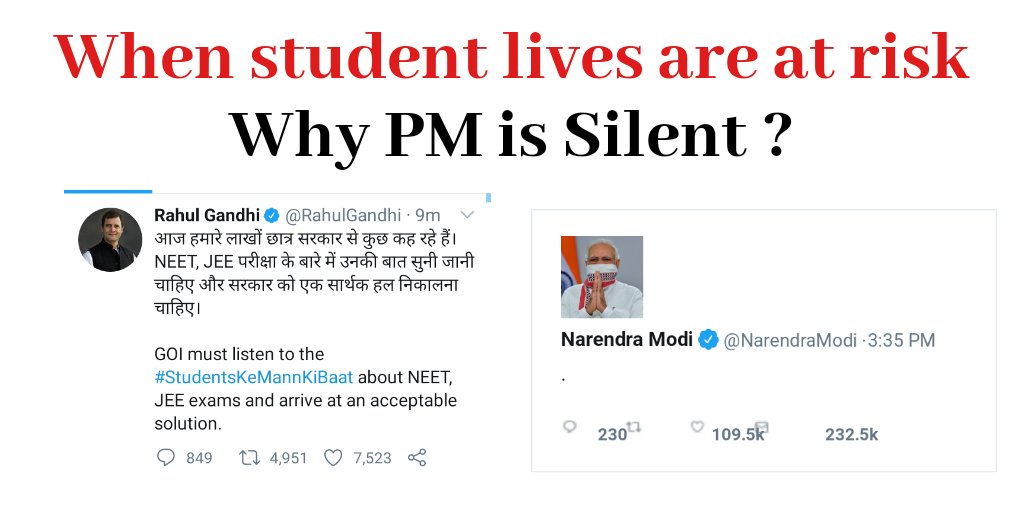 When student lives are at risk
Why PM is Silent ?
Rahul Gandhi @RahulGandhi · 9m
आज हमारे लाखों छात्र सरकार से कुछ कह रहे हैं।
NEET, JEE परीक्षा के बारे में उनकी बात सुनी जानी
चाहिए और सरकार को एक सार्थक हल निकालना
चाहिए।
GOI must listen to the
#StudentsKeMannKiBaat about NEET,
JEE exams and arrive at an acceptable
solution.
849 4,951 7,523
Narendra Modi @NarendraModi · 3:35 PM
.
230 109.5k 232.5k